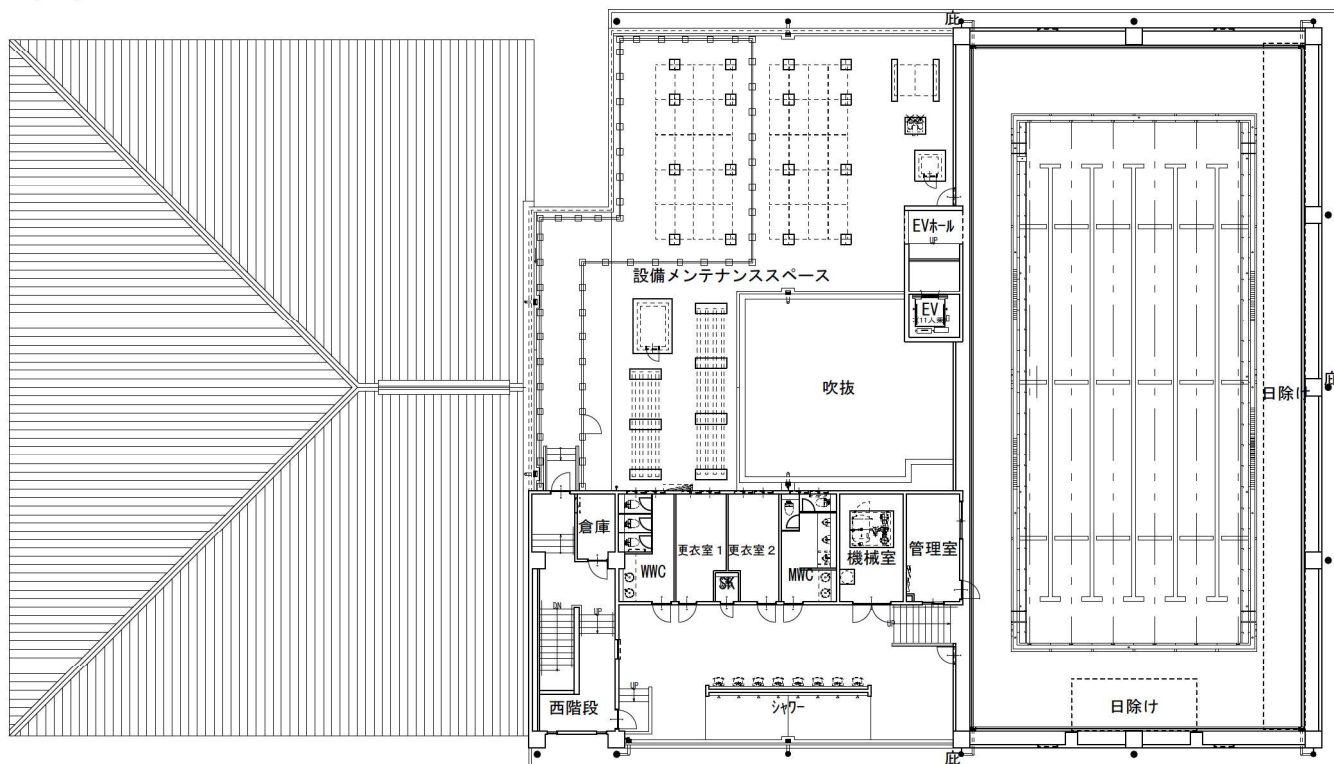 庇
EVホール
UP
設備メンテナンススペース
EV
吹抜
日除け
倉庫
更衣室1
更衣室2
機械室
管理室
WWC
SK
MWC
DN
UP
UP
UP
西階段
シャワー
日除け
庇